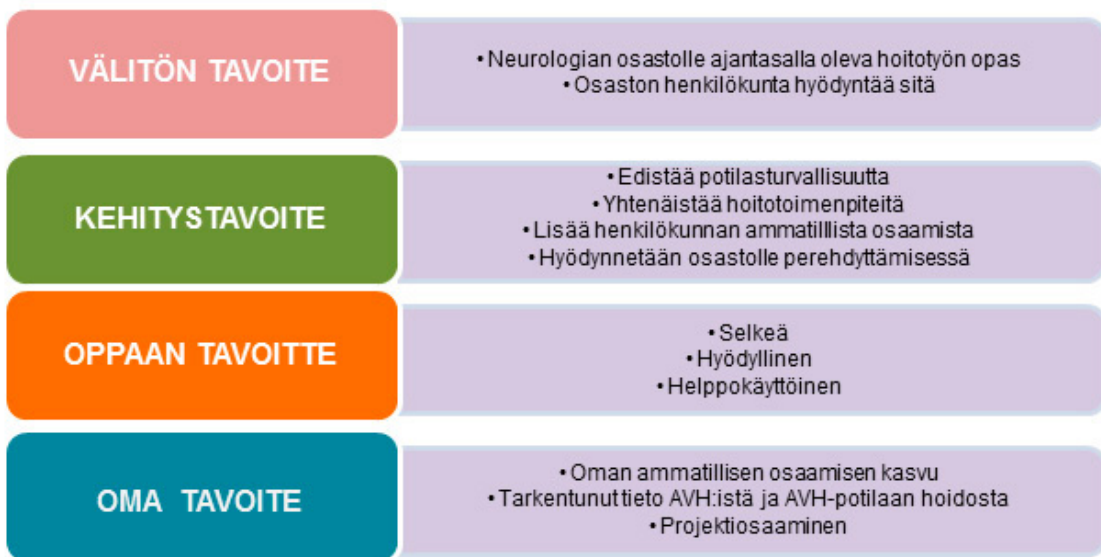 VÄLITÖN TAVOITE
• Neurologian osastolle ajantasalla oleva hoitotyön opas
• Osaston henkilökunta hyödyntää sitä
KEHITYSTAVOITE
• Edistää potilasturvallisuutta
• Yhtenäistää hoitotoimenpiteitä
• Lisää henkilökunnan ammatilllista osaamista
• Hyödynnetään osastolle perehdyttämisessä
OPPAAN TAVOITTE
• Selkeä
• Hyödyllinen
• Helppokäyttöinen
OMA TAVOITE
• Oman ammatillisen osaamisen kasvu
• Tarkentunut tieto AVH:istä ja AVH-potilaan hoidosta
• Projektiosaaminen